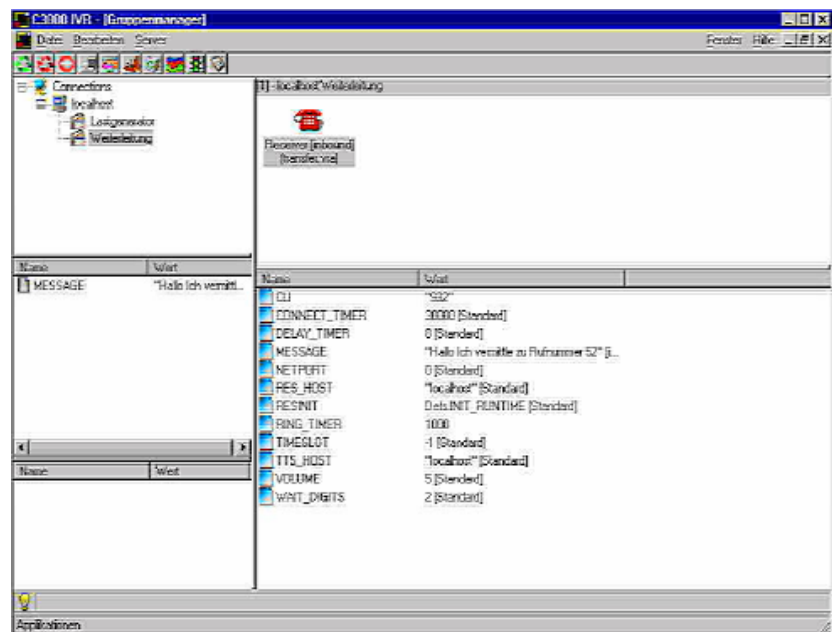 C3000 IVR - [Gruppenmanager]
Datei Bearbeiten Server Fenster Hilfe
Connections
localhost
Lastgenerator
Weiterleitung
[1] - localhost\Weiterleitung
Receiver [inbound]
[transfer.vra]
Name Wert
MESSAGE "Hallo Ich vermittl...
Name Wert
Name Wert
CLI "932"
CONNECT_TIMER 30000 [Standard]
DELAY_TIMER 0 [Standard]
MESSAGE "Hallo Ich vermittle zu Rufnummer 52" [i...
NETPORT 0 [Standard]
RES_HOST "localhost" [Standard]
RESINIT Defs.INIT_RUNTIME [Standard]
RING_TIMER 1000
TIMESLOT -1 [Standard]
TTS_HOST "localhost" [Standard]
VOLUME 5 [Standard]
WAIT_DIGITS 2 [Standard]
Applikationen